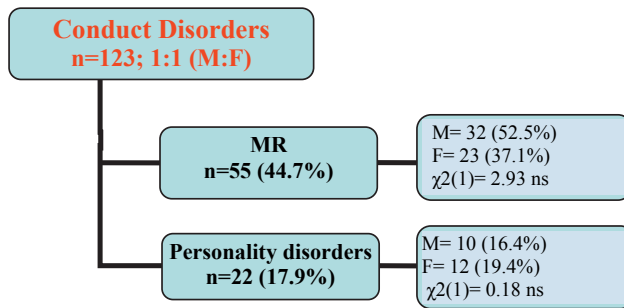 Conduct Disorders
n=123; 1:1 (M:F)
MR
n=55 (44.7%)
M= 32 (52.5%)
F= 23 (37.1%)
χ2(1)= 2.93 ns
Personality disorders
n=22 (17.9%)
M= 10 (16.4%)
F= 12 (19.4%)
χ2(1)= 0.18 ns